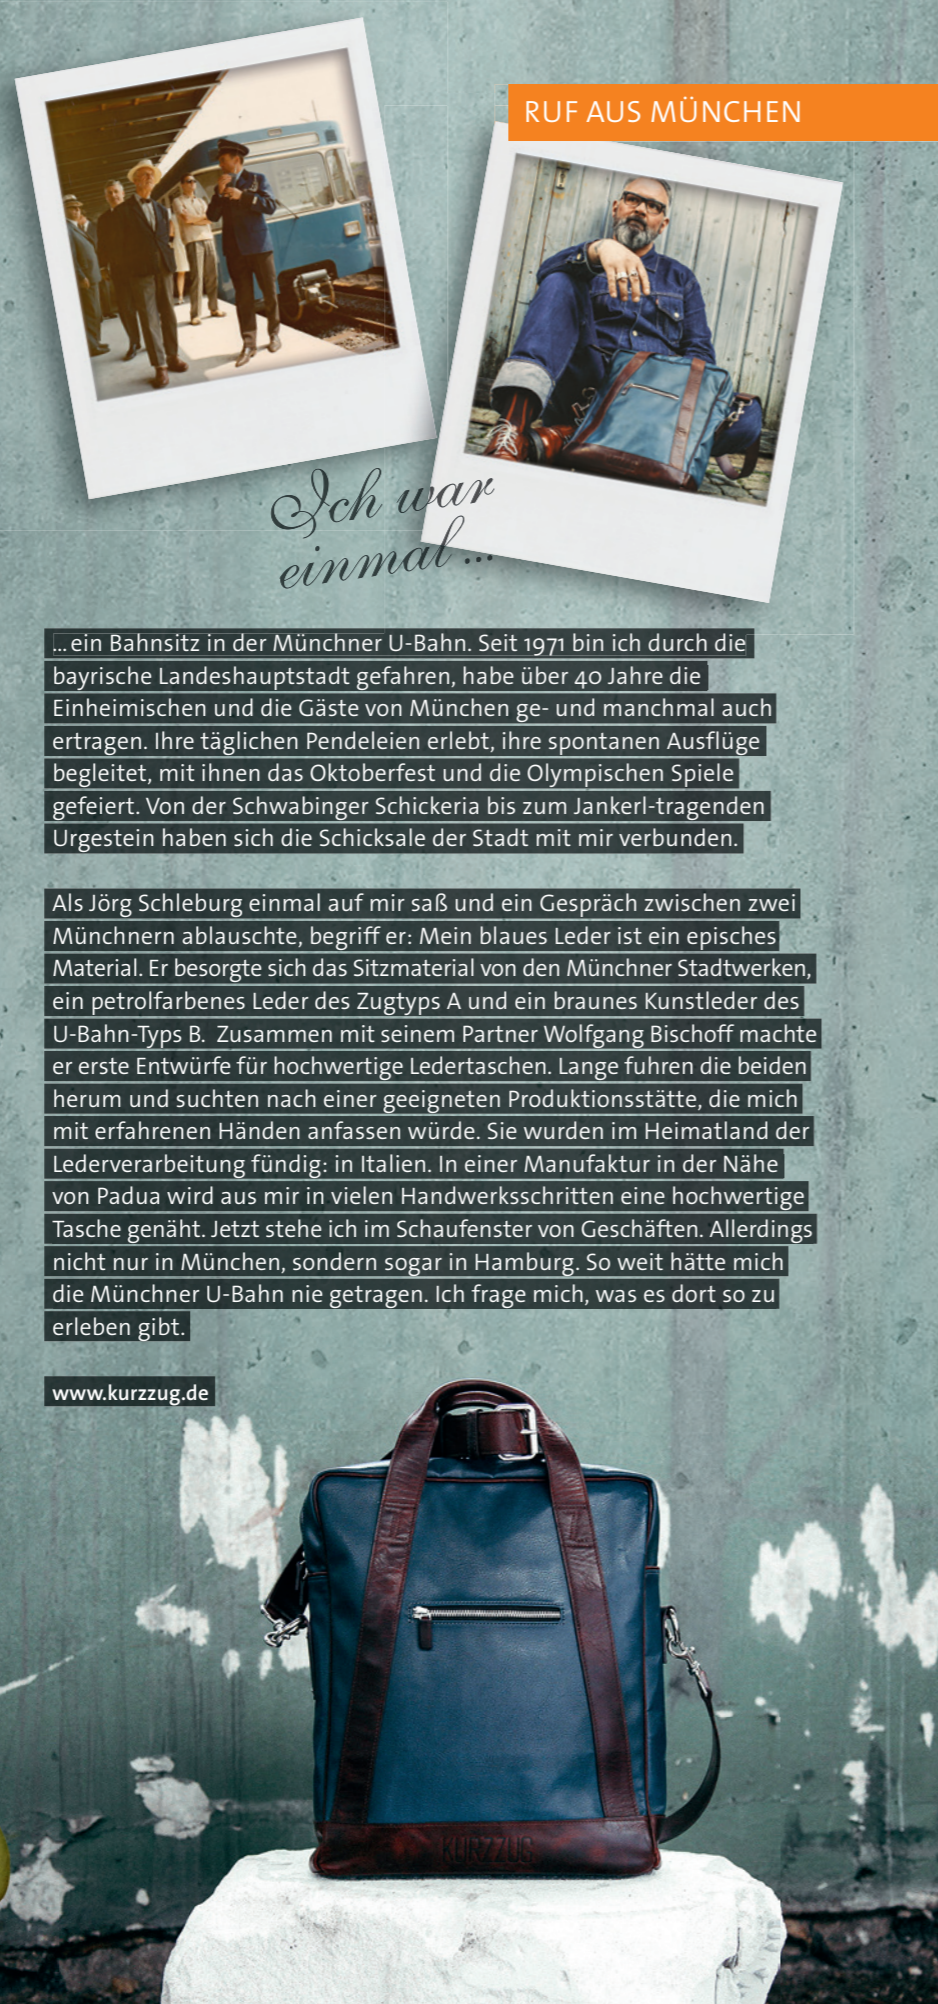 RUF AUS MÜNCHEN
Ich war
einmal ...
... ein Bahnsitz in der Münchner U-Bahn. Seit 1971 bin ich durch die
bayrische Landeshauptstadt gefahren, habe über 40 Jahre die
Einheimischen und die Gäste von München ge- und manchmal auch
ertragen. Ihre täglichen Pendeleien erlebt, ihre spontanen Ausflüge
begleitet, mit ihnen das Oktoberfest und die Olympischen Spiele
gefeiert. Von der Schwabinger Schickeria bis zum Jankerl-tragenden
Urgestein haben sich die Schicksale der Stadt mit mir verbunden.
Als Jörg Schleburg einmal auf mir saß und ein Gespräch zwischen zwei
Münchnern ablauschte, begriff er: Mein blaues Leder ist ein episches
Material. Er besorgte sich das Sitzmaterial von den Münchner Stadtwerken,
ein petrolfarbenes Leder des Zugtyps A und ein braunes Kunstleder des
U-Bahn-Typs B. Zusammen mit seinem Partner Wolfgang Bischoff machte
er erste Entwürfe für hochwertige Ledertaschen. Lange fuhren die beiden
herum und suchten nach einer geeigneten Produktionsstätte, die mich
mit erfahrenen Händen anfassen würde. Sie wurden im Heimatland der
Lederverarbeitung fündig: in Italien. In einer Manufaktur in der Nähe
von Padua wird aus mir in vielen Handwerksschritten eine hochwertige
Tasche genäht. Jetzt stehe ich im Schaufenster von Geschäften. Allerdings
nicht nur in München, sondern sogar in Hamburg. So weit hätte mich
die Münchner U-Bahn nie getragen. Ich frage mich, was es dort so zu
erleben gibt.
www.kurzzug.de
KURZZUG